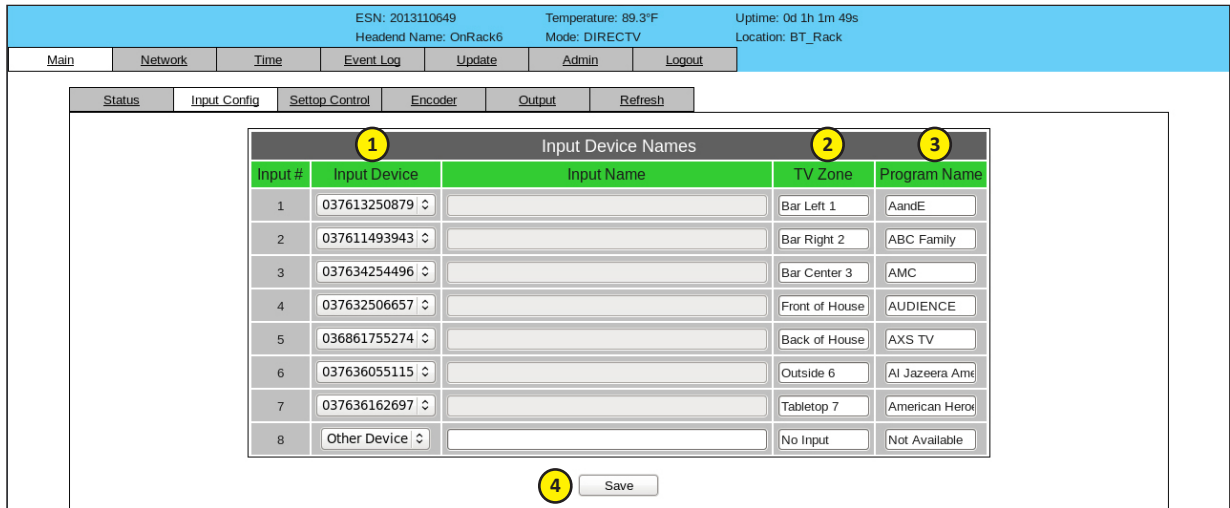 ESN: 2013110649 Temperature: 89.3°F Uptime: 0d 1h 1m 49s
Headend Name: OnRack6 Mode: DIRECTV Location: BT_Rack
Main Network Time Event Log Update Admin Logout
Status Input Config Settop Control Encoder Output Refresh
1 Input Device Names 2 3
Input # Input Device Input Name TV Zone Program Name
1 037613250879 Bar Left 1 AandE
2 037611493943 Bar Right 2 ABC Family
3 037634254496 Bar Center 3 AMC
4 037632506657 Front of House AUDIENCE
5 036861755274 Back of House AXS TV
6 037636055115 Outside 6 Al Jazeera Ame
7 037636162697 Tabletop 7 American Heroe
8 Other Device No Input Not Available
4 Save